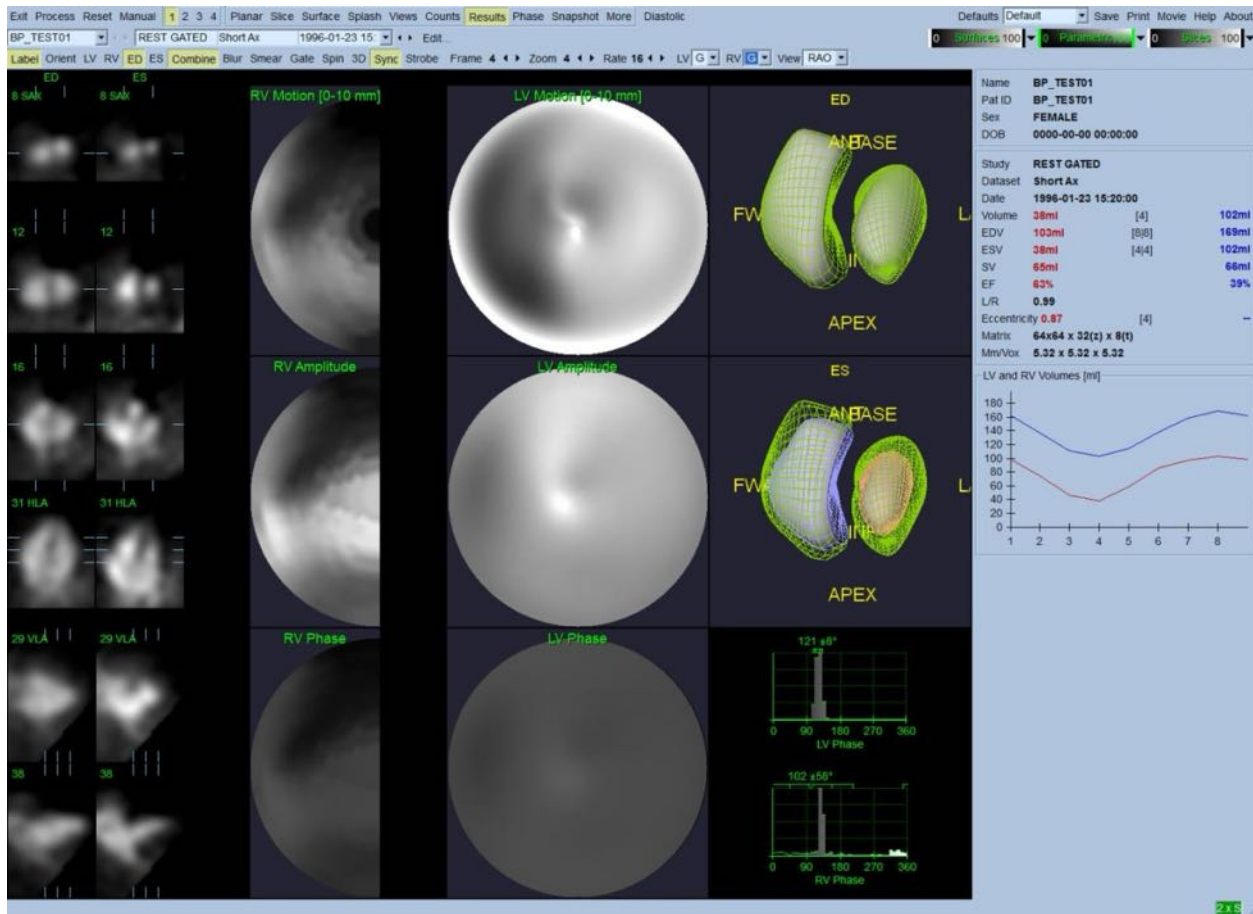 Exit Process Reset Manual 1 2 3 4 Planar Slice Surface Splash Views Counts Results Phase Snapshot More Diastolic Defaults Default Save Print Movie Help About
BP_TEST01 REST GATED Short Ax 1996-01-23 15: Edit... 0 Surfaces 100 0 0 Slices 100
Label Orient LV RV ED ES Combine Blur Smear Gate Spin 3D Sync Strobe Frame 4 Zoom 4 Rate 16 LV G RV G View RAO
ED ES
8 SAX 8 SAX
12 12
16 16
31 HLA 31 HLA
29 VLA 29 VLA
38 38
RV Motion [0-10 mm]
LV Motion [0-10 mm]
RV Amplitude
LV Amplitude
RV Phase
LV Phase
ED
ANT BASE
FW
APEX
ES
ANT BASE
FW
APEX
121 ±8°
0 90 180 270 360
LV Phase
102 ±56°
0 90 180 270 360
RV Phase
Name BP_TEST01
Pat ID BP_TEST01
Sex FEMALE
DOB 0000-00-00 00:00:00
Study REST GATED
Dataset Short Ax
Date 1996-01-23 15:20:00
Volume 38ml [4] 102ml
EDV 103ml [8|8] 169ml
ESV 38ml [4|4] 102ml
SV 65ml 66ml
EF 63% 39%
L/R 0.99
Eccentricity 0.87 [4] --
Matrix 64x64 x 32(z) x 8(t)
Mm/Vox 5.32 x 5.32 x 5.32
LV and RV Volumes [ml]
180
160
140
120
100
80
60
40
20
0
1 2 3 4 5 6 7 8
2 x S